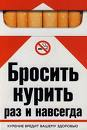 Бросить
курить
раз и навсегда
КУРЕНИЕ ВРЕДИТ ВАШЕМУ ЗДОРОВЬЮ